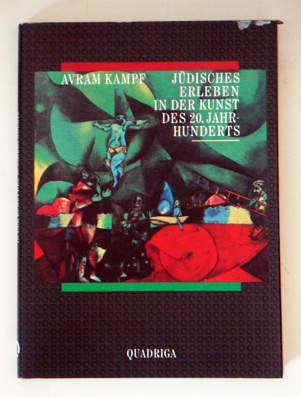 AVRAM KAMPF
JÜDISCHES
ERLEBEN
IN DER KUNST
DES 20. JAHR-
HUNDERTS
QUADRIGA